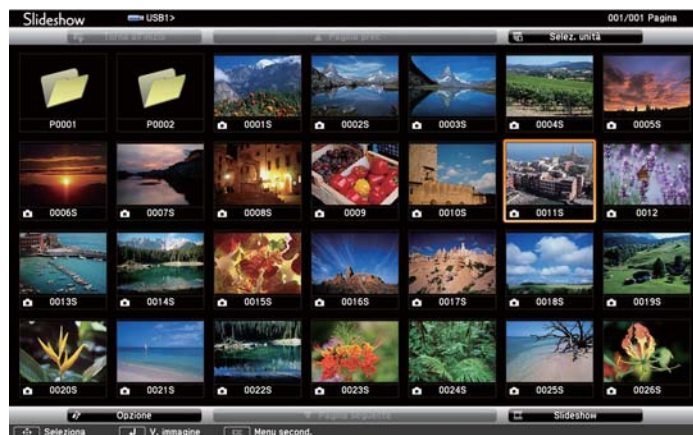 Slideshow USB1> 001/001 Pagina
Torna all'inizio Pagina prec. Selez. unità
P0001 P0002 0001S 0002S 0003S 0004S 0005S
0006S 0007S 0008S 0009 0010S 0011S 0012
0013S 0014S 0015S 0016S 0017S 0018S 0019S
0020S 0021S 0022S 0023S 0024S 0025S 0026S
Opzione Pagina seguente Slideshow
Seleziona V. immagine Esc Menu second.